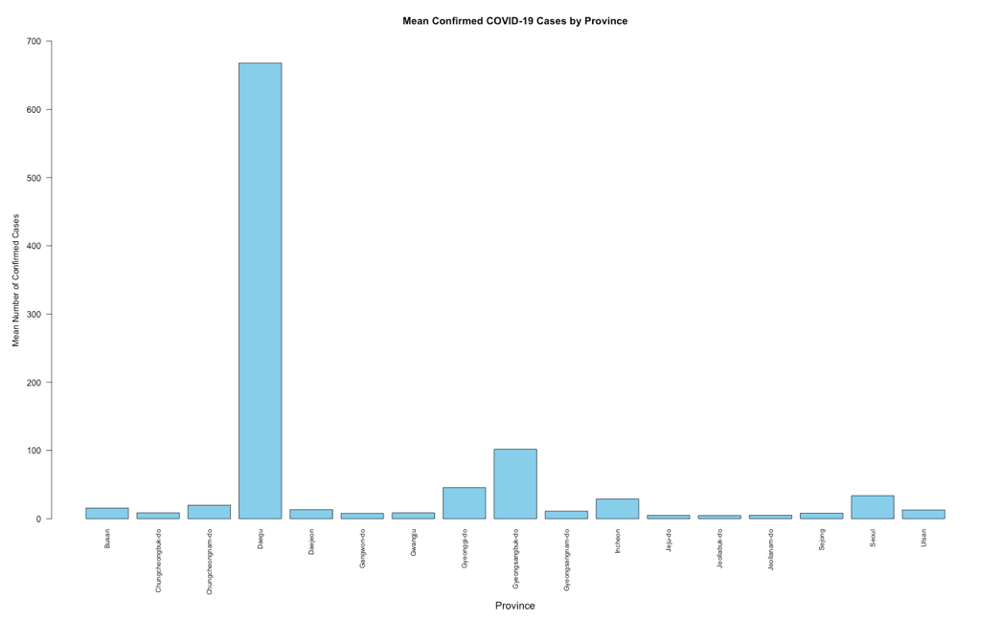 Mean Confirmed COVID-19 Cases by Province
Mean Number of Confirmed Cases
700
600
500
400
300
200
100
0
Busan
Chungcheongbuk-do
Chungcheongnam-do
Daegu
Daejeon
Gangwon-do
Gwangju
Gyeonggi-do
Gyeongsangbuk-do
Gyeongsangnam-do
Incheon
Jeju-do
Jeollabuk-do
Jeollanam-do
Sejong
Seoul
Ulsan
Province